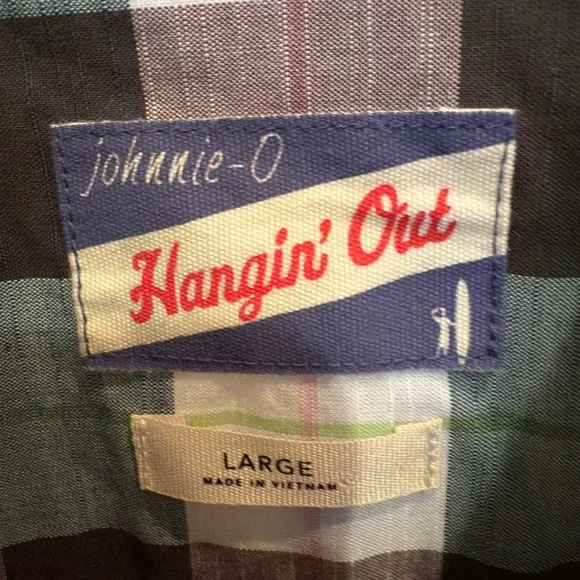 johnnie-O
Hangin' Out
LARGE
MADE IN VIETNAM